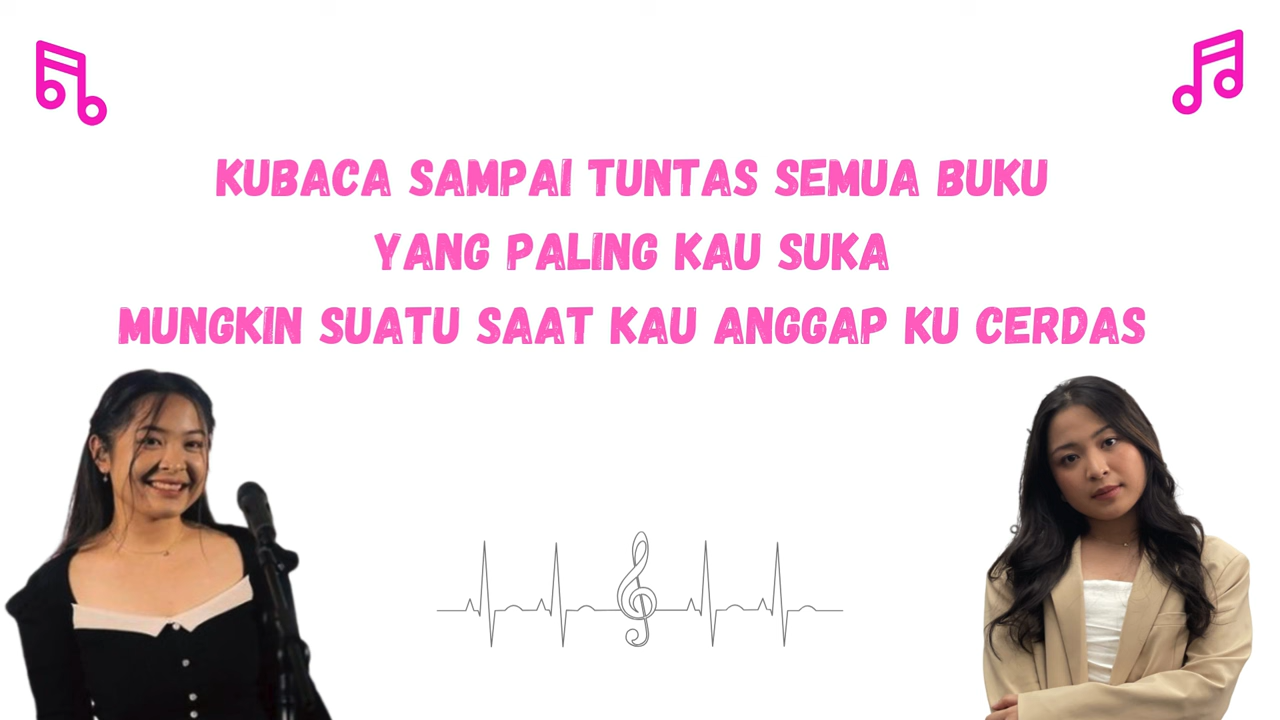 KUBACA SAMPAI TUNTAS SEMUA BUKU
YANG PALING KAU SUKA
MUNGKIN SUATU SAAT KAU ANGGAP KU CERDAS